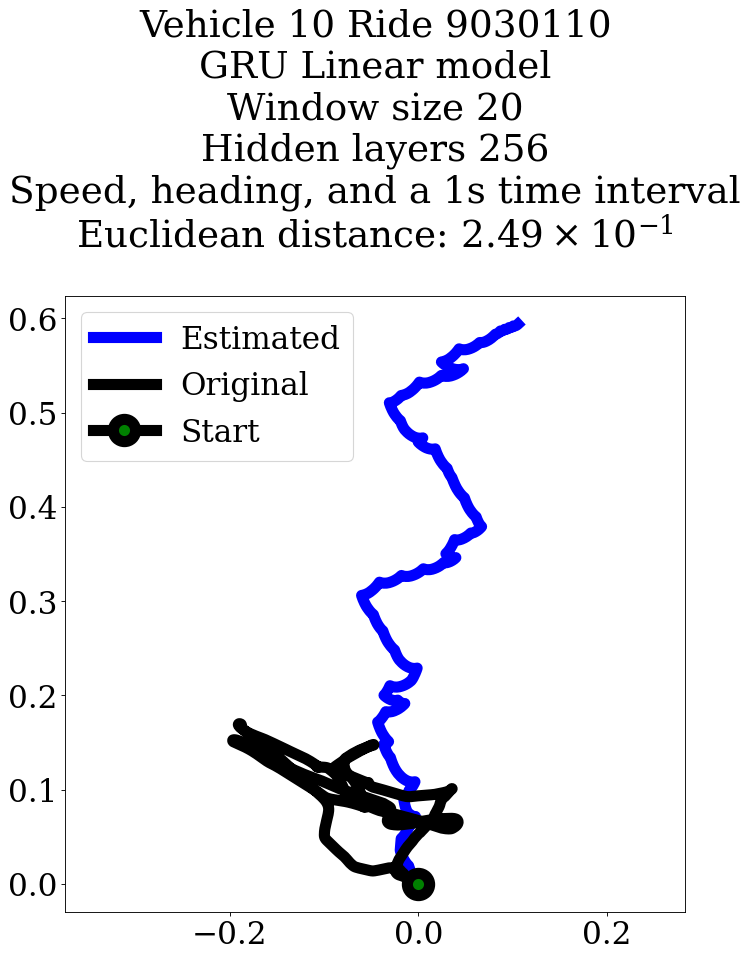 Vehicle 10 Ride 9030110
GRU Linear model
Window size 20
Hidden layers 256
Speed, heading, and a 1s time interval
Euclidean distance: 2.49 × 10⁻¹
Estimated
Original
Start
0.6
0.5
0.4
0.3
0.2
0.1
0.0
−0.2 0.0 0.2